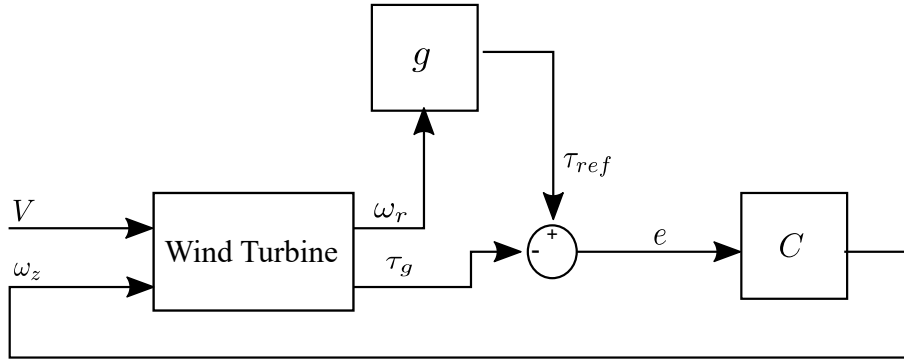 g
τ_ref
V
ω_r
Wind Turbine
+
-
e
C
ω_z
τ_g